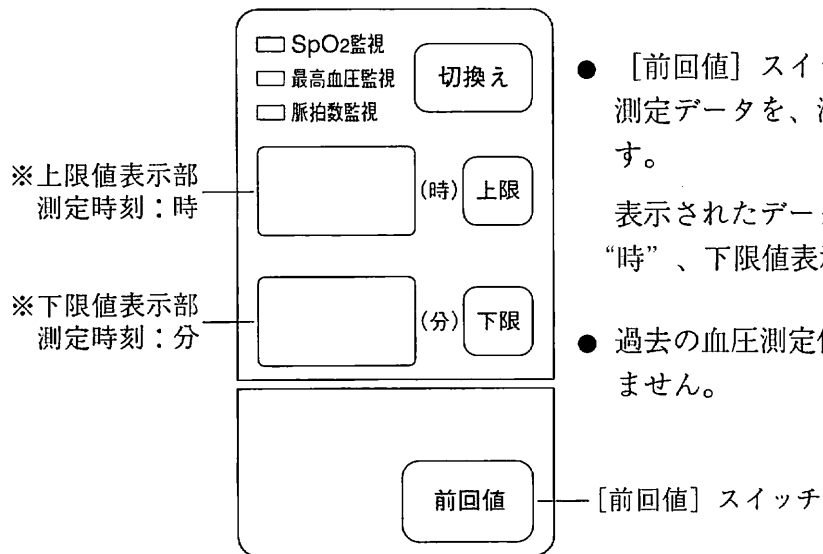 SpO2監視
最高血圧監視
脈拍数監視
切換え
※上限値表示部
測定時刻：時
(時)
上限
※下限値表示部
測定時刻：分
(分)
下限
前回値
[前回値] スイッチ
● [前回値] スイ
測定データを、
す。
表示されたデー
“時”、下限値表
● 過去の血圧測定
ません。